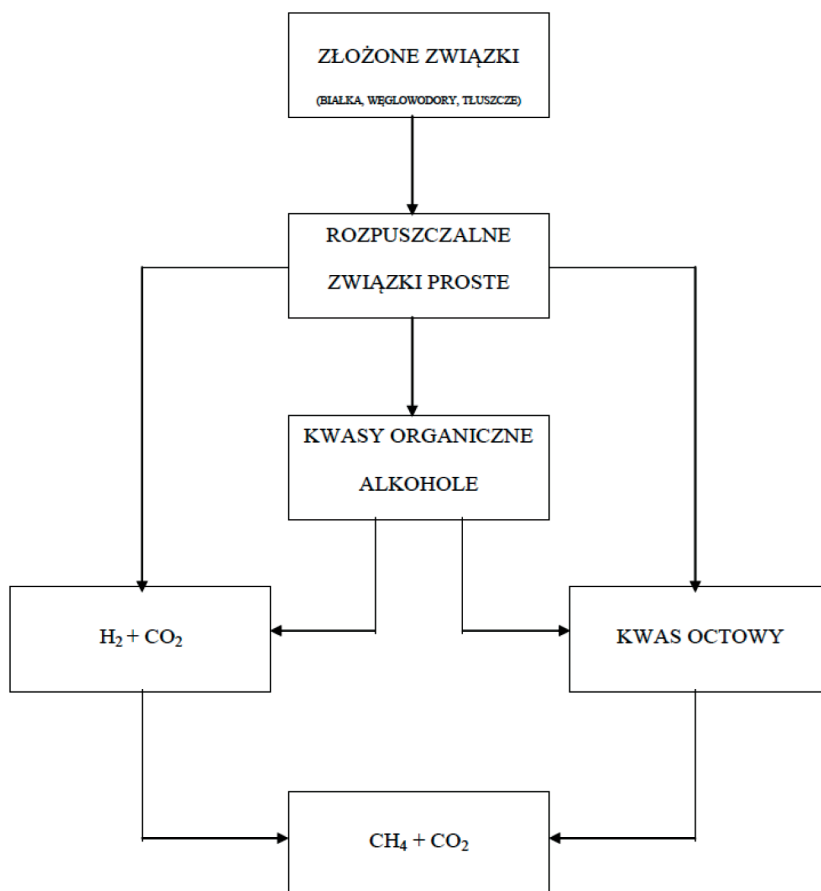 ZŁOŻONE ZWIĄZKI
(BIAŁKA, WĘGLOWODORY, TŁUSZCZE)
ROZPUSZCZALNE
ZWIĄZKI PROSTE
KWASY ORGANICZNE
ALKOHOLE
H₂ + CO₂
KWAS OCTOWY
CH₄ + CO₂